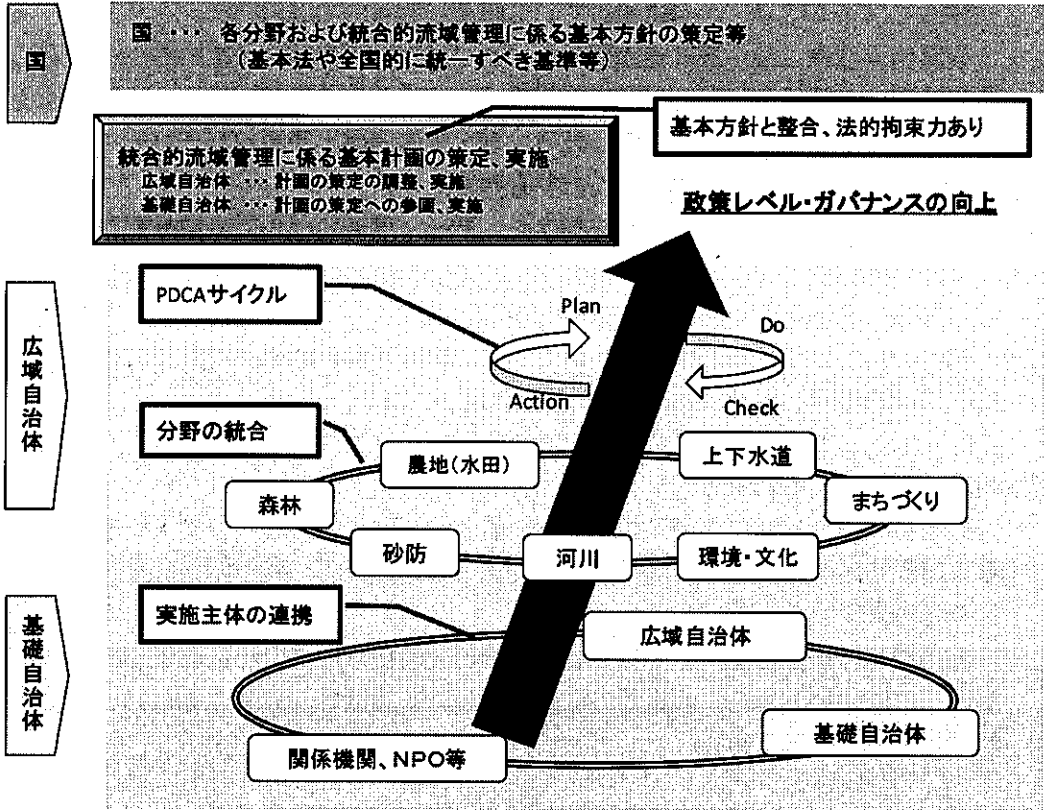 国
国 ・・・ 各分野および統合的流域管理に係る基本方針の策定等
(基本法や全国的に統一すべき基準等)
基本方針と整合、法的拘束力あり
統合的流域管理に係る基本計画の策定、実施
広域自治体 ・・・ 計画の策定の調整、実施
基礎自治体 ・・・ 計画の策定への参画、実施
政策レベル・ガバナンスの向上
広域自治体
PDCAサイクル
Plan
Do
Action
Check
分野の統合
農地(水田)
上下水道
森林
まちづくり
砂防
河川
環境・文化
基礎自治体
実施主体の連携
広域自治体
基礎自治体
関係機関、NPO等